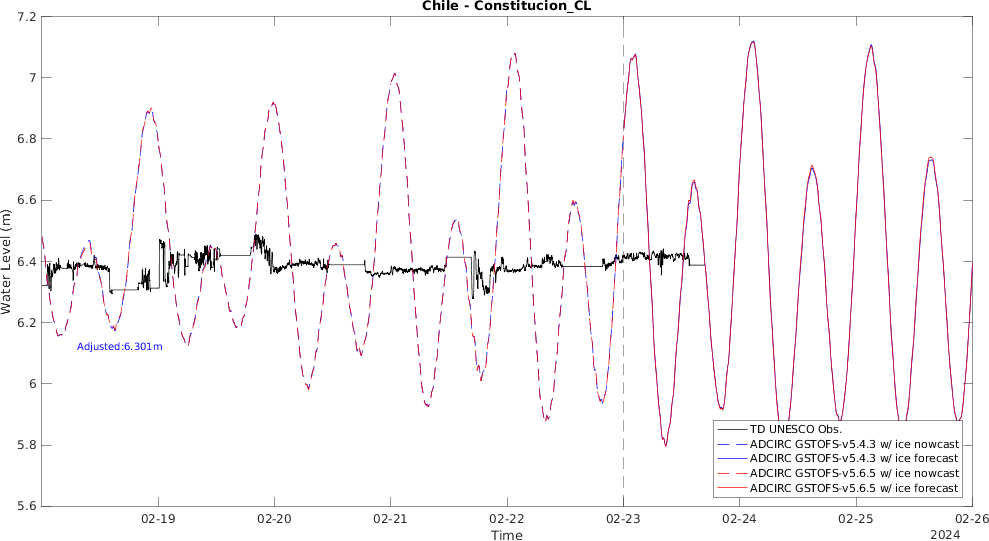 Chile - Constitucion_CL
7.2
7
6.8
6.6
6.4
6.2
6
5.8
5.6
Water Level (m)
Adjusted:6.301m
TD UNESCO Obs.
ADCIRC GSTOFS-v5.4.3 w/ ice nowcast
ADCIRC GSTOFS-v5.4.3 w/ ice forecast
ADCIRC GSTOFS-v5.6.5 w/ ice nowcast
ADCIRC GSTOFS-v5.6.5 w/ ice forecast
02-19 02-20 02-21 02-22 02-23 02-24 02-25 02-26
Time
2024